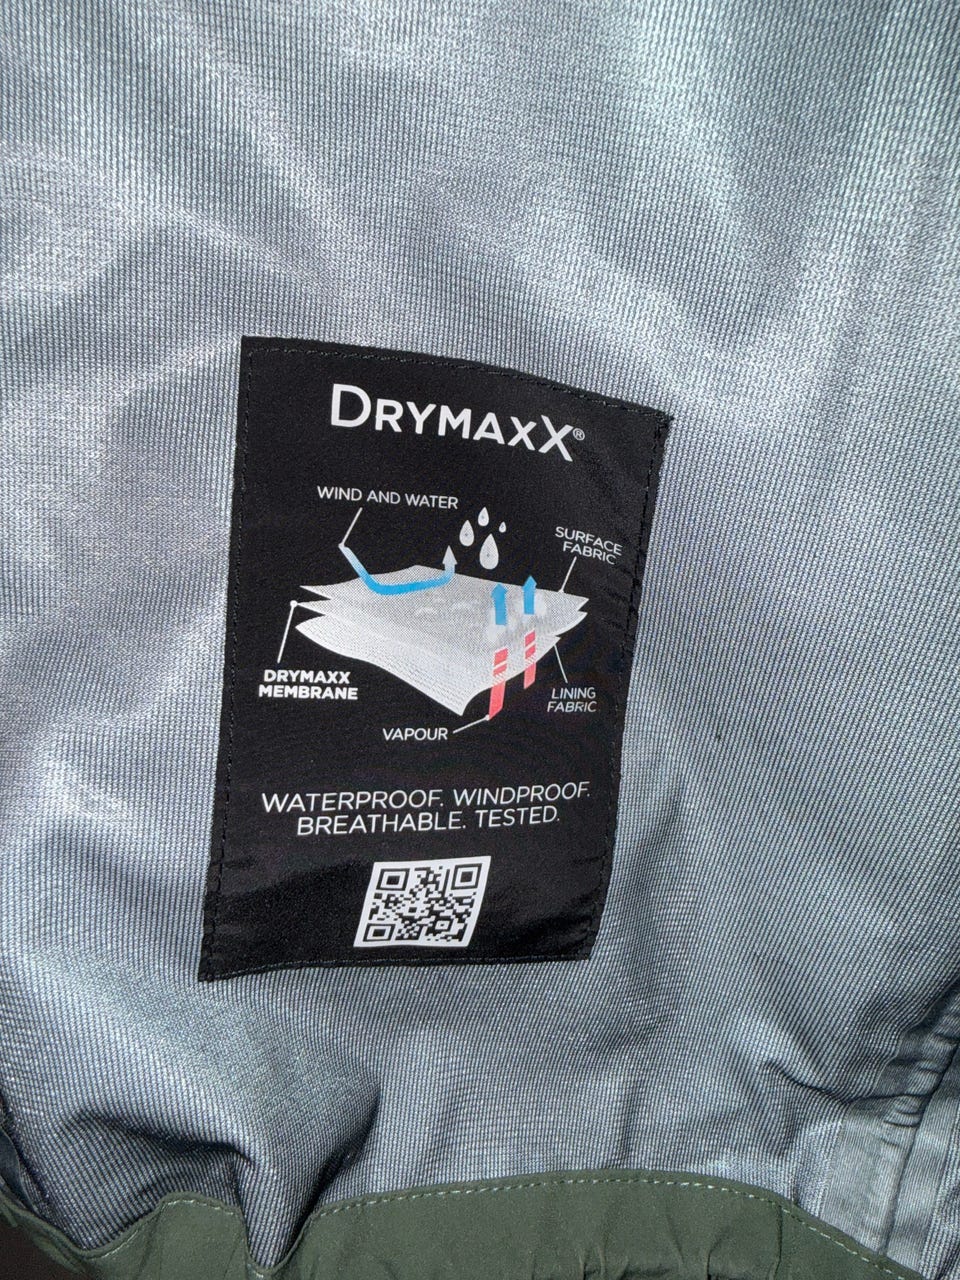 DRYMAXX®
WIND AND WATER
SURFACE
FABRIC
DRYMAXX
MEMBRANE
LINING
FABRIC
VAPOUR
WATERPROOF. WINDPROOF.
BREATHABLE. TESTED.